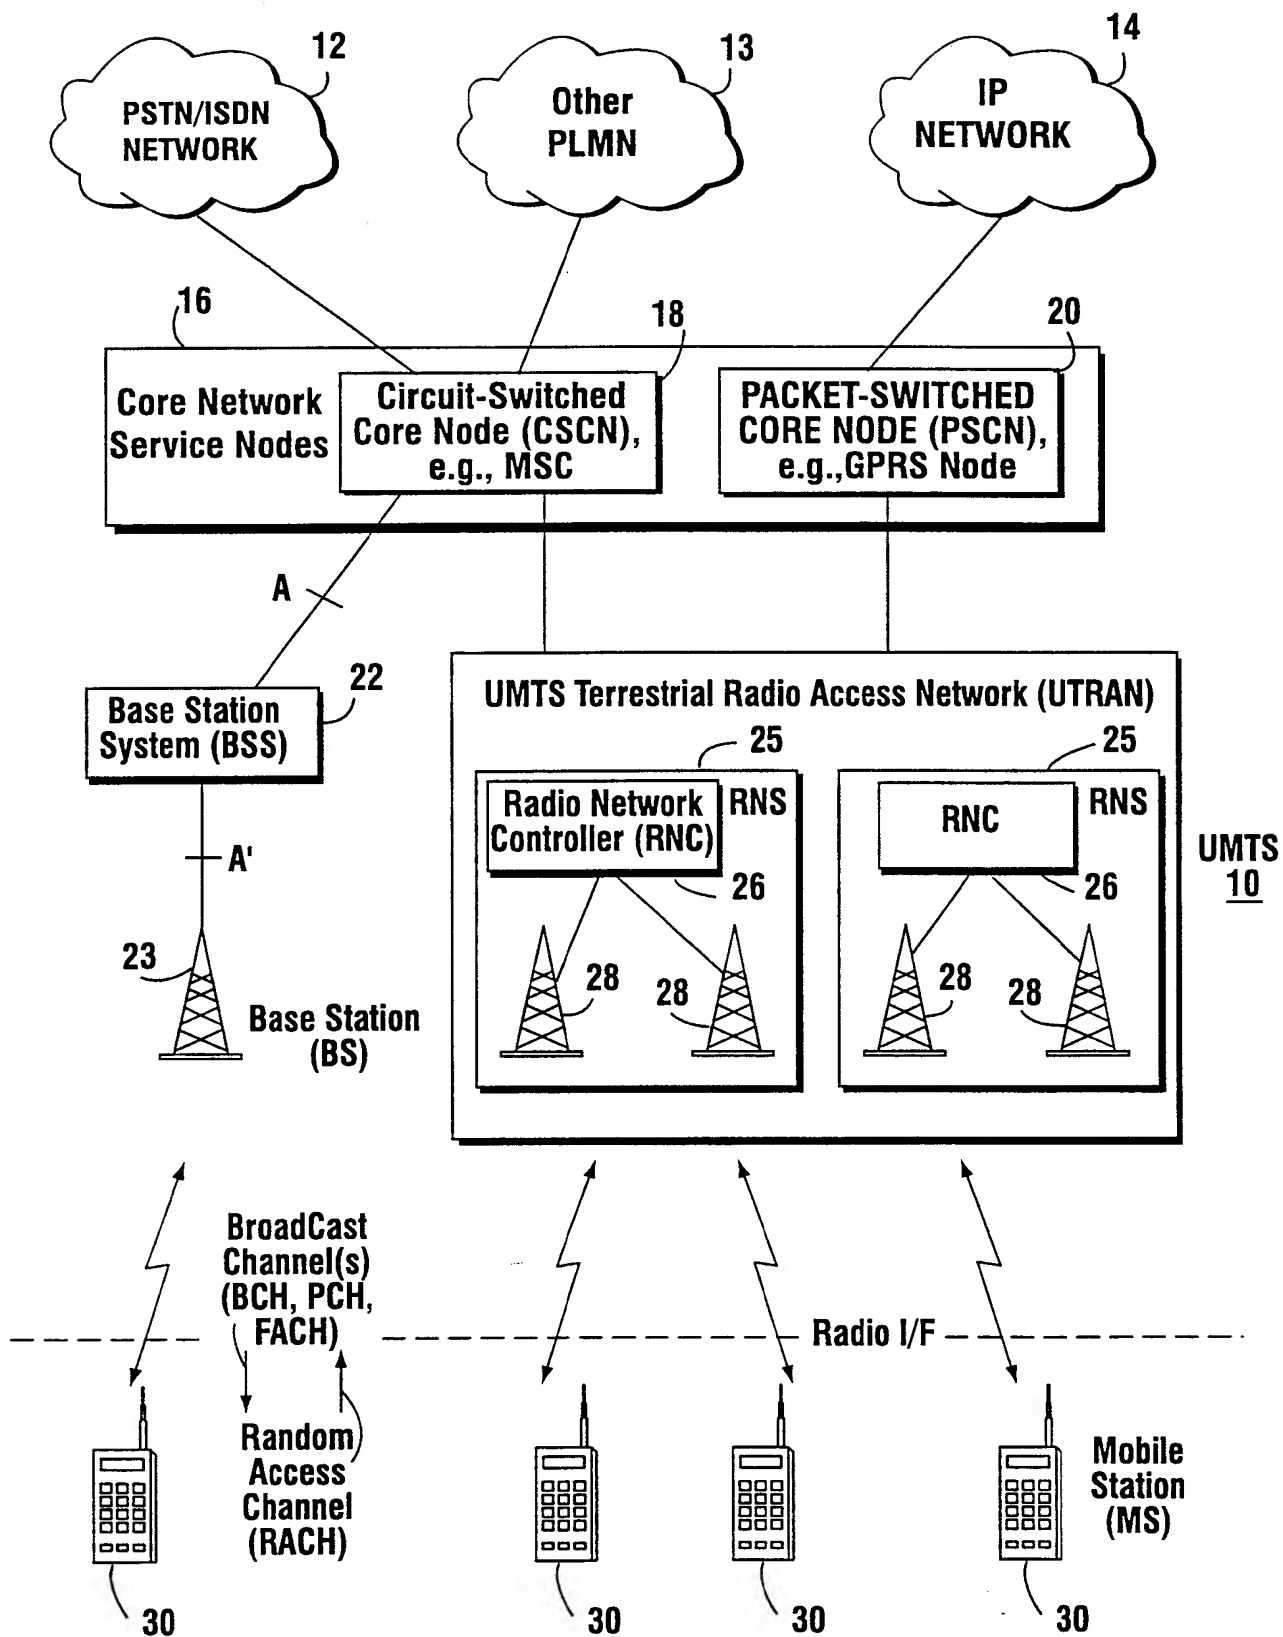 12
PSTN/ISDN
NETWORK
13
Other
PLMN
14
IP
NETWORK
16
18
20
Core Network
Service Nodes
Circuit-Switched
Core Node (CSCN),
e.g., MSC
PACKET-SWITCHED
CORE NODE (PSCN),
e.g.,GPRS Node
A
22
Base Station
System (BSS)
A'
23
Base Station
(BS)
UMTS Terrestrial Radio Access Network (UTRAN)
25
Radio Network
Controller (RNC)
RNS
26
28
28
25
RNC
RNS
26
28
28
UMTS
10
BroadCast
Channel(s)
(BCH, PCH,
FACH)
Radio I/F
Random
Access
Channel
(RACH)
Mobile
Station
(MS)
30
30
30
30